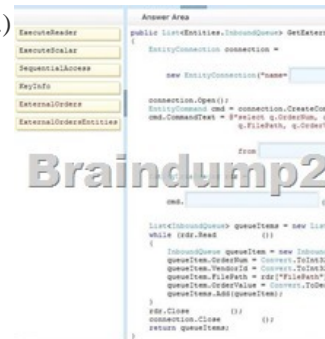 )
ExecuteReader
ExecuteScalar
SequentialAccess
KeyInfo
ExternalOrders
ExternalOrdersEntities
Answer Area
public List<Entities.InboundQueue> GetExter
{
EntityConnection connection =
new EntityConnection("name=
connection.Open();
EntityCommand cmd = connection.CreateCom
cmd.CommandText = @"select q.OrderNum, q
q.FilePath, q.OrderV
from
Braindump2
cmd.
List<InboundQueue> queueItems = new Lis
while (rdr.Read ())
{
InboundQueue queueItem = new Inboun
queueItem.OrderNum = Convert.ToInt3
queueItem.VendorId = Convert.ToInt3
queueItem.FilePath = rdr["FilePath"
queueItem.OrderValue = Convert.ToDe
queueItems.Add(queueItem);
}
rdr.Close ();
connection.Close ();
return queueItems;
}